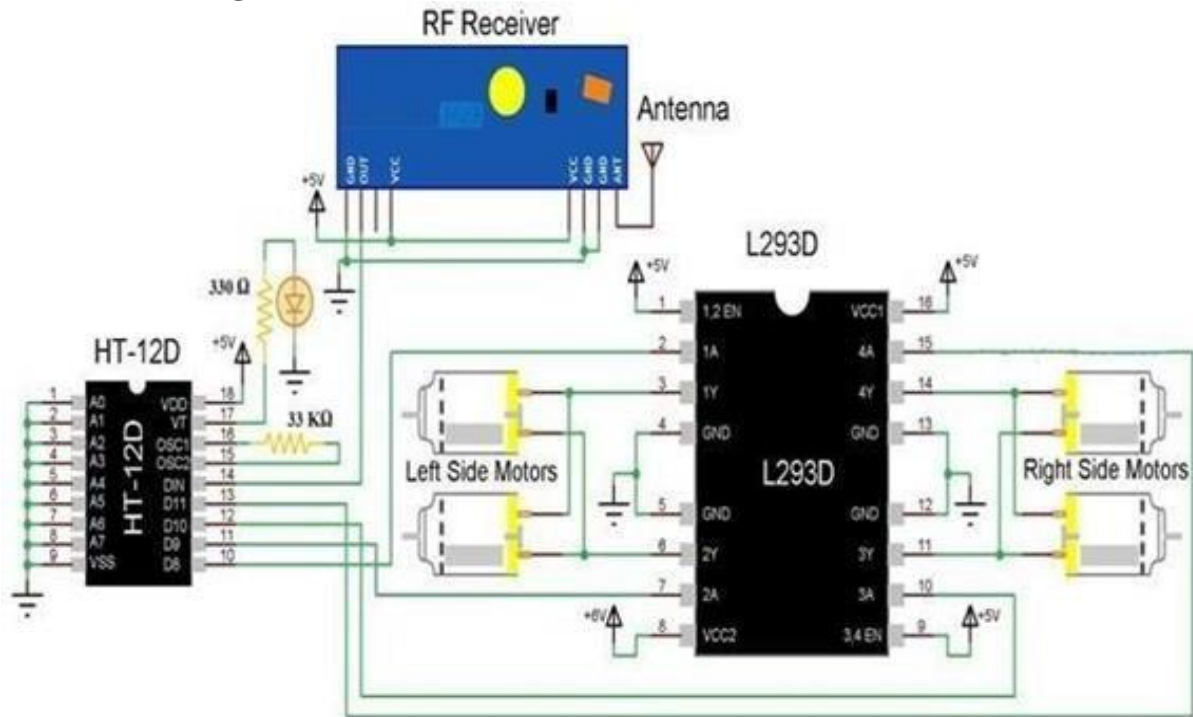 RF Receiver
Antenna
GND
OUT
VCC
VCC
GND
GND
ANT
+5V
330 Ω
+5V
33 KΩ
HT-12D
HT-12D
1 A0
2 A1
3 A2
4 A3
5 A4
6 A5
7 A6
8 A7
9 VSS
VDD 18
VT 17
OSC1 16
OSC2 15
DIN 14
D11 13
D10 12
D9 11
D8 10
Left Side Motors
L293D
L293D
+5V
1 1,2 EN
2 1A
3 1Y
4 GND
5 GND
6 2Y
7 2A
+6V
8 VCC2
+5V
VCC1 16
4A 15
4Y 14
GND 13
GND 12
3Y 11
3A 10
3,4 EN 9
+5V
Right Side Motors